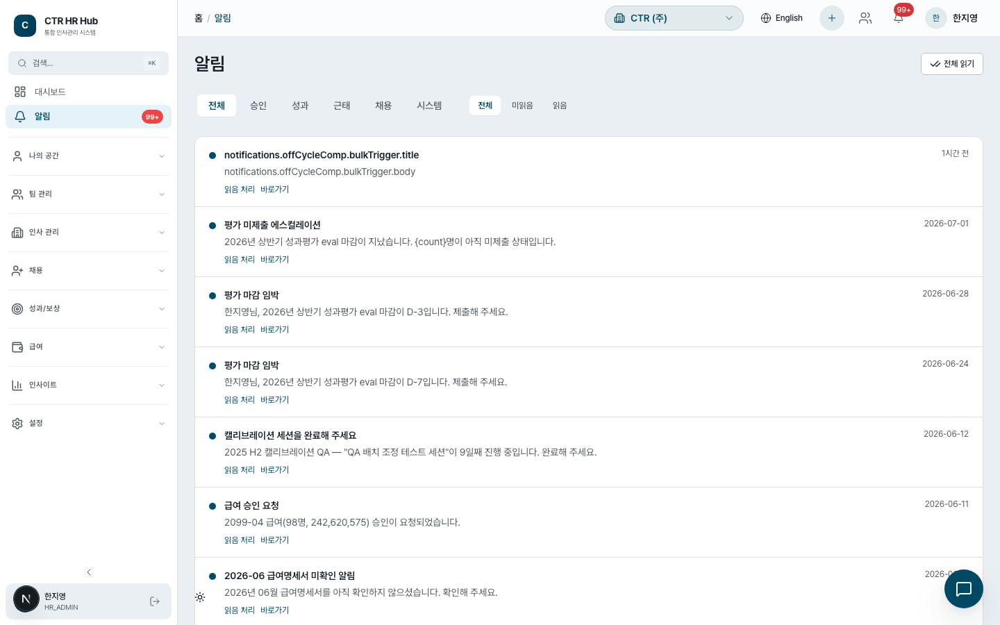 C
CTR HR Hub
통합 인사관리 시스템
검색...
⌘K
대시보드
알림
99+
나의 공간
팀 관리
인사 관리
채용
성과/보상
급여
인사이트
설정
N
한지영
HR_ADMIN
홈 / 알림
CTR (주)
English
99+
한
한지영
알림
전체 읽기
전체
승인
성과
근태
채용
시스템
전체
미읽음
읽음
notifications.offCycleComp.bulkTrigger.title
1시간 전
notifications.offCycleComp.bulkTrigger.body
읽음 처리 바로가기
평가 미제출 에스컬레이션
2026-07-01
2026년 상반기 성과평가 eval 마감이 지났습니다. {count}명이 아직 미제출 상태입니다.
읽음 처리 바로가기
평가 마감 임박
2026-06-28
한지영님, 2026년 상반기 성과평가 eval 마감이 D-3입니다. 제출해 주세요.
읽음 처리 바로가기
평가 마감 임박
2026-06-24
한지영님, 2026년 상반기 성과평가 eval 마감이 D-7입니다. 제출해 주세요.
읽음 처리 바로가기
캘리브레이션 세션을 완료해 주세요
2026-06-12
2025 H2 캘리브레이션 QA — "QA 배치 조정 테스트 세션"이 9일째 진행 중입니다. 완료해 주세요.
읽음 처리 바로가기
급여 승인 요청
2026-06-11
2099-04 급여(98명, 242,620,575) 승인이 요청되었습니다.
읽음 처리 바로가기
2026-06 급여명세서 미확인 알림
2026년 06월 급여명세서를 아직 확인하지 않으셨습니다. 확인해 주세요.
읽음 처리 바로가기